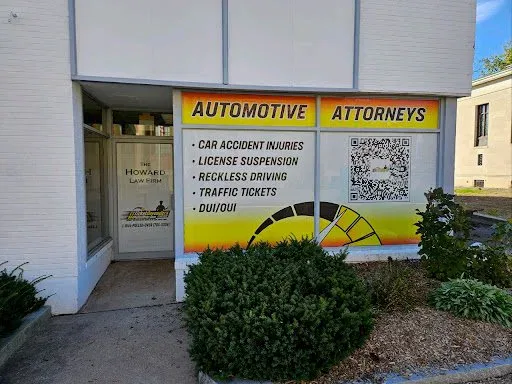 AUTOMOTIVE ATTORNEYS
• CAR ACCIDENT INJURIES
• LICENSE SUSPENSION
• RECKLESS DRIVING
• TRAFFIC TICKETS
• DUI/OUI
THE
HOWARD
LAW FIRM